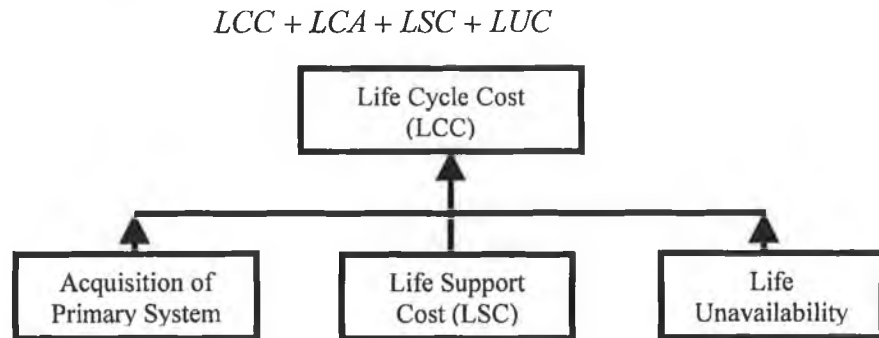 LCC + LCA + LSC + LUC
Life Cycle Cost
(LCC)
Acquisition of
Primary System
Life Support
Cost (LSC)
Life
Unavailability